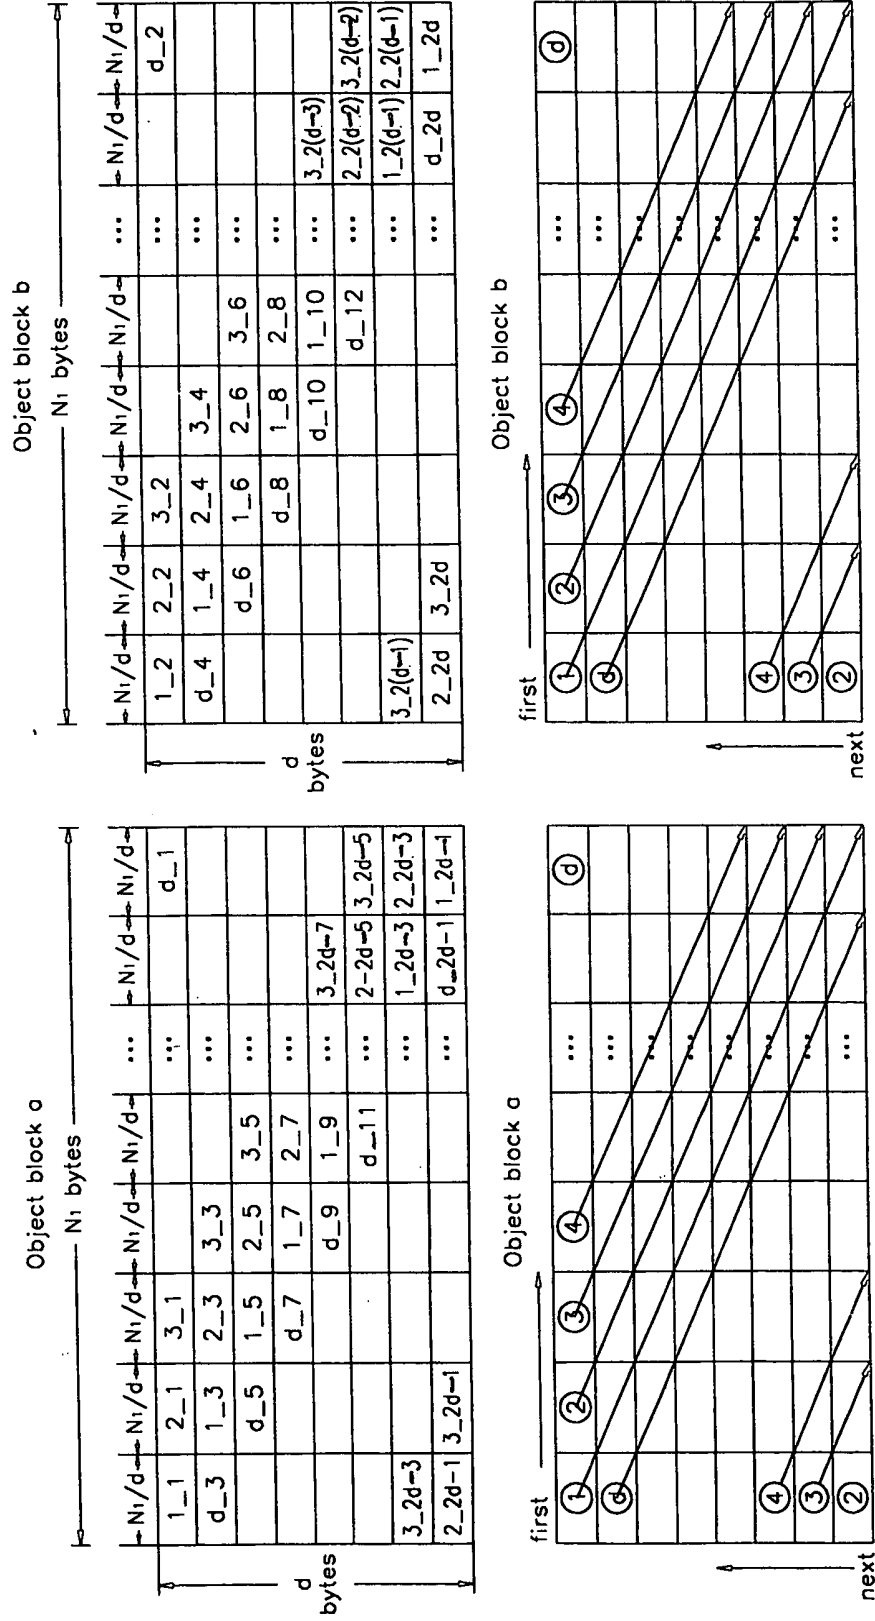 Object block a
N1 bytes
N1/d N1/d N1/d N1/d N1/d ... N1/d N1/d
1_1 2_1 3_1 ... d_1
d_3 1_3 2_3 3_3 ...
d_5 1_5 2_5 3_5 ...
d_7 1_7 2_7 ...
d_9 1_9 ... 3_2d-7
d_11 2-2d-5 3_2d-5
3_2d-3 1_2d-3 2_2d-3
2_2d-1 3_2d-1 ... d_2d-1 1_2d-1
d
bytes
Object block b
N1 bytes
N1/d N1/d N1/d N1/d N1/d ... N1/d N1/d
1_2 2_2 3_2 ... d_2
d_4 1_4 2_4 3_4 ...
d_6 1_6 2_6 3_6 ...
d_8 1_8 2_8 ...
d_10 1_10 ... 3_2(d-3)
d_12 ... 2_2(d-2) 3_2(d-2)
3_2(d-1) ... 1_2(d-1) 2_2(d-1)
2_2d 3_2d ... d_2d 1_2d
d
bytes
Object block a
first
1 2 3 4 ... d
d ...
...
...
...
...
4 ...
3 ...
2 ...
next
Object block b
first
1 2 3 4 ... d
d ...
...
...
...
...
4 ...
3 ...
2 ...
next